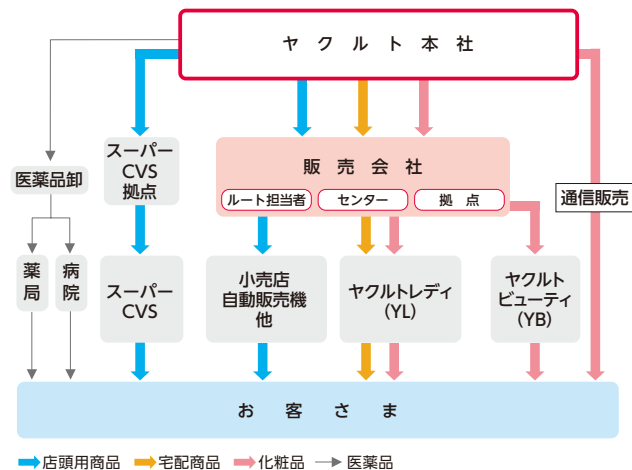 ヤクルト本社
医薬品卸
スーパー
CVS
拠点
販売会社
ルート担当者
センター
拠点
通信販売
薬局
病院
スーパー
CVS
小売店
自動販売機
他
ヤクルトレディ
(YL)
ヤクルト
ビューティ
(YB)
お客さま
店頭用商品
宅配商品
化粧品
医薬品